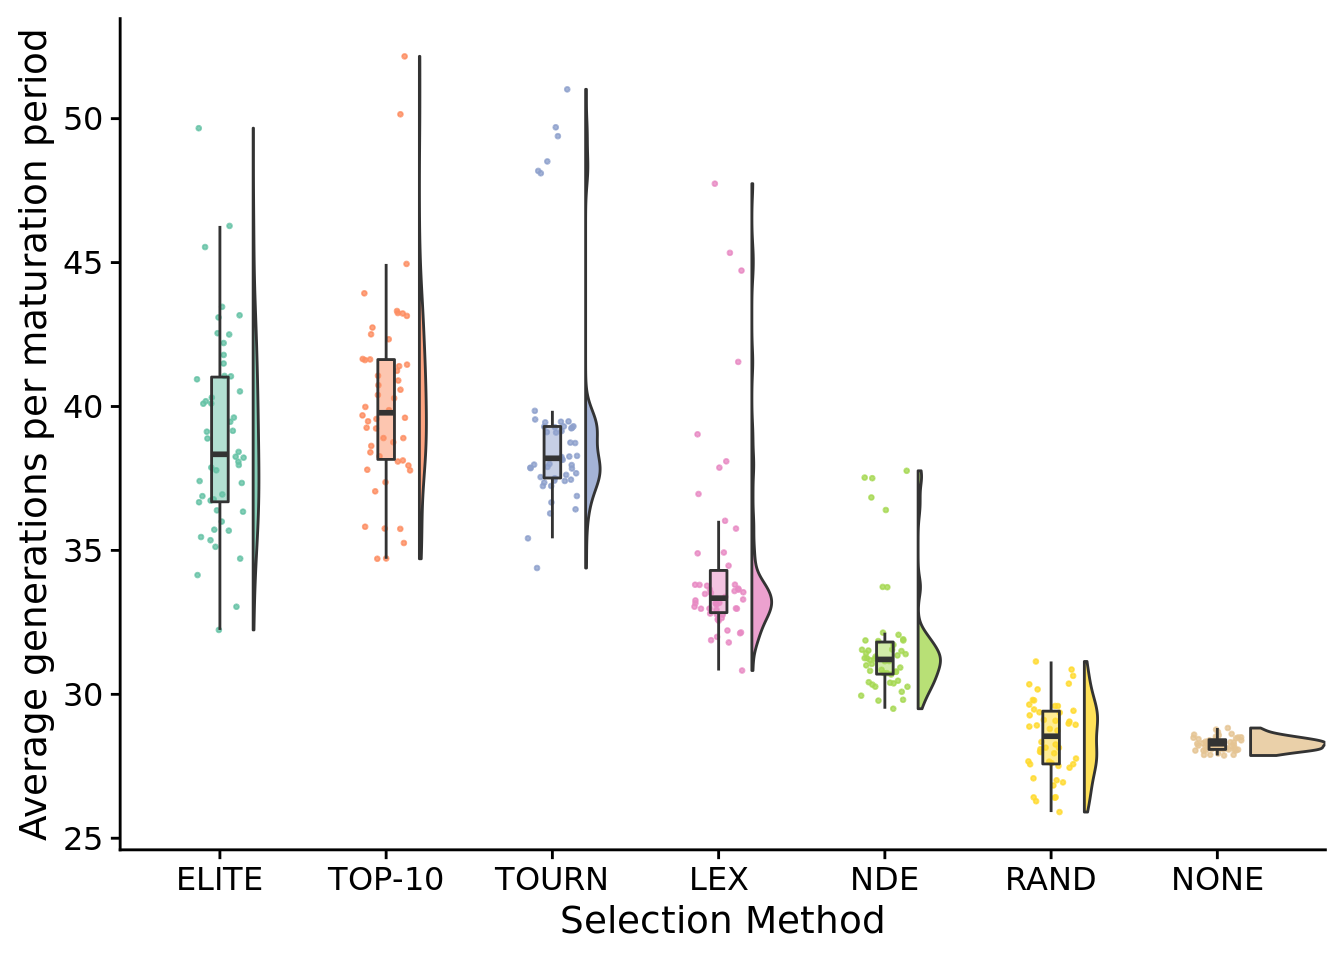 Average generations per maturation period
50
45
40
35
30
25
ELITE TOP-10 TOURN LEX NDE RAND NONE
Selection Method